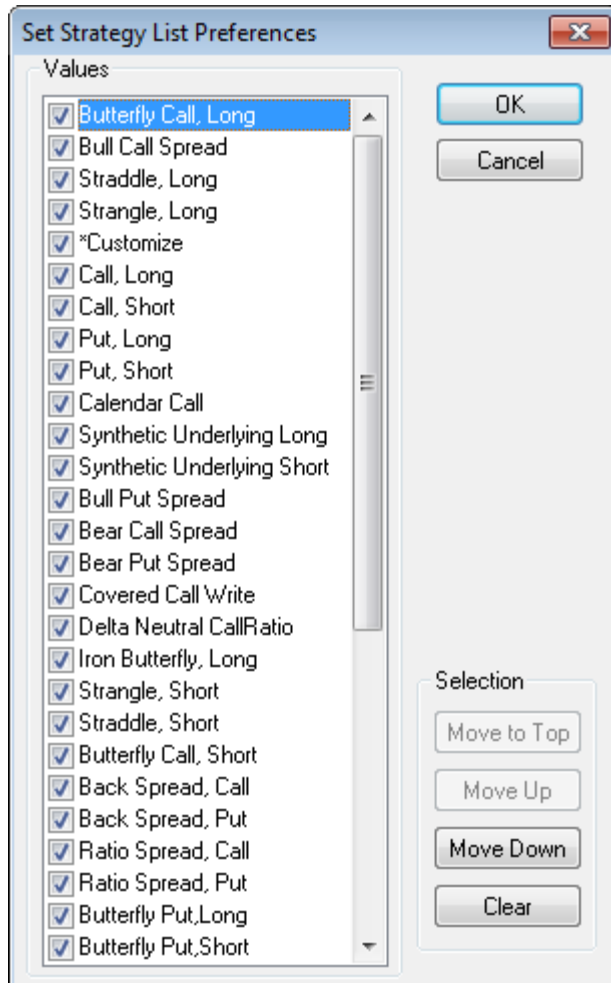 Set Strategy List Preferences
Values
Butterfly Call, Long
Bull Call Spread
Straddle, Long
Strangle, Long
*Customize
Call, Long
Call, Short
Put, Long
Put, Short
Calendar Call
Synthetic Underlying Long
Synthetic Underlying Short
Bull Put Spread
Bear Call Spread
Bear Put Spread
Covered Call Write
Delta Neutral CallRatio
Iron Butterfly, Long
Strangle, Short
Straddle, Short
Butterfly Call, Short
Back Spread, Call
Back Spread, Put
Ratio Spread, Call
Ratio Spread, Put
Butterfly Put,Long
Butterfly Put,Short
OK
Cancel
Selection
Move to Top
Move Up
Move Down
Clear